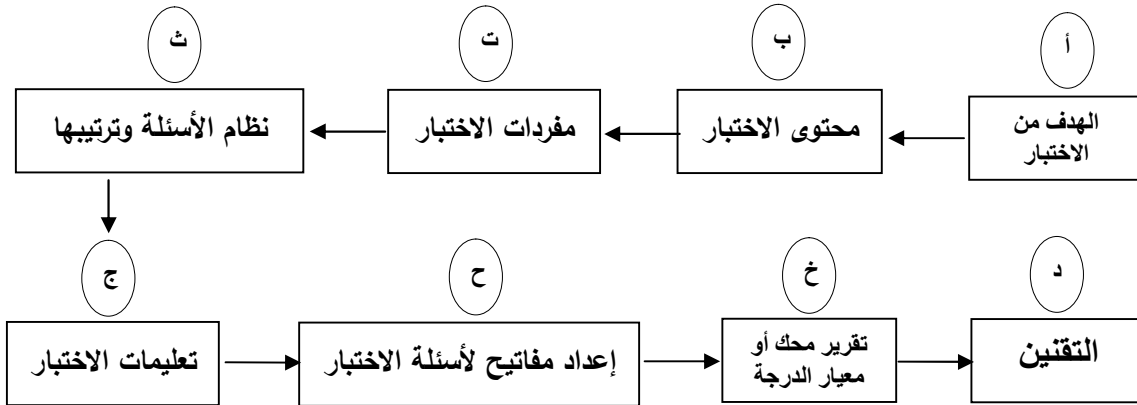 أ
ب
ت
ث
الهدف من
الاختبار
محتوى الاختبار
مفردات الاختبار
نظام الأسئلة وترتيبها
ج
ح
خ
د
تعليمات الاختبار
إعداد مفاتيح لأسئلة الاختبار
تقرير محك أو
معيار الدرجة
التقنين